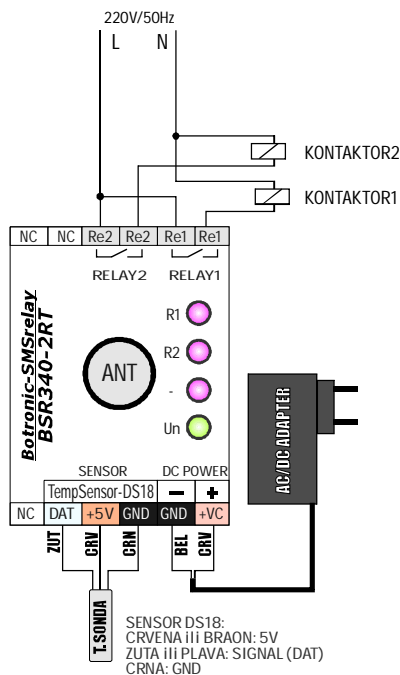 220V/50Hz
L N
KONTAKTOR2
KONTAKTOR1
NC NC Re2 Re2 Re1 Re1
RELAY2 RELAY1
Botronic-SMSrelay
BSR340-2RT
R1
R2
-
Un
ANT
AC/DC ADAPTER
SENSOR DC POWER
TempSensor-DS18 − +
NC DAT +5V GND GND +VC
ZUT CRV CRN BEL CRV
T.SONDA
SENSOR DS18:
CRVENA ili BRAON: 5V
ZUTA ili PLAVA: SIGNAL (DAT)
CRNA: GND